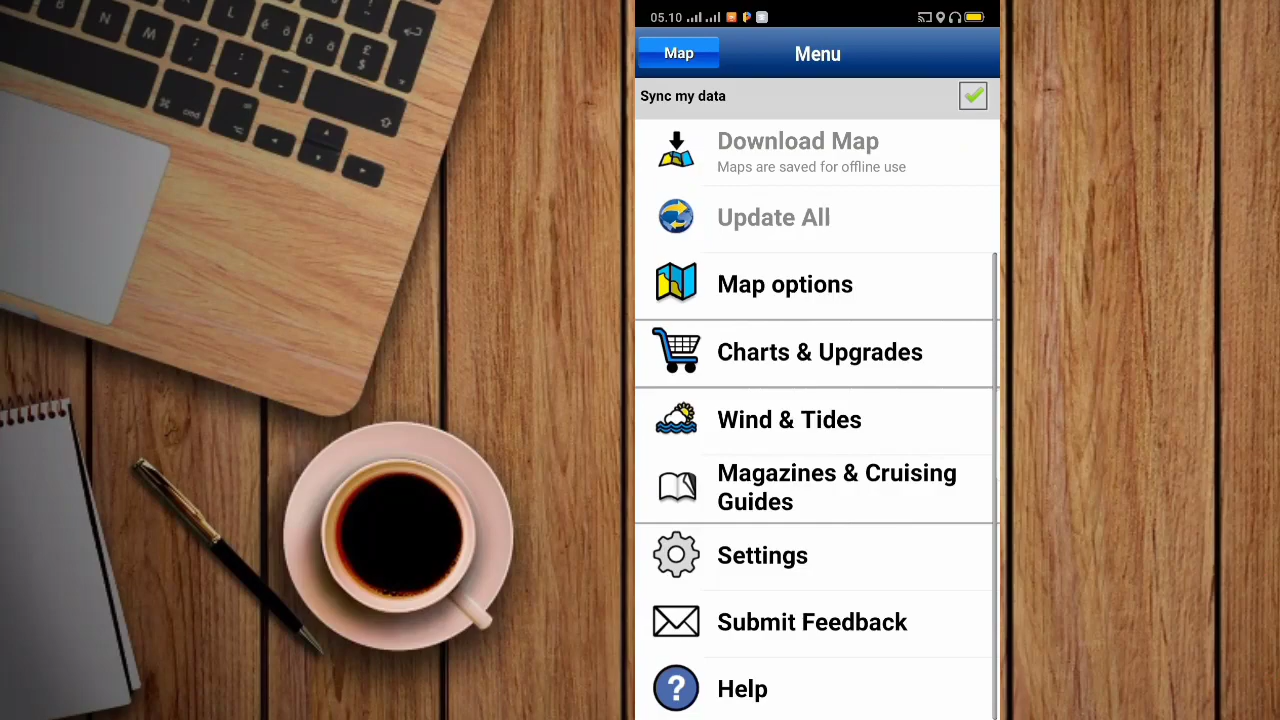 05.10
Map
Menu
Sync my data
Download Map
Maps are saved for offline use
Update All
Map options
Charts & Upgrades
Wind & Tides
Magazines & Cruising
Guides
Settings
Submit Feedback
Help